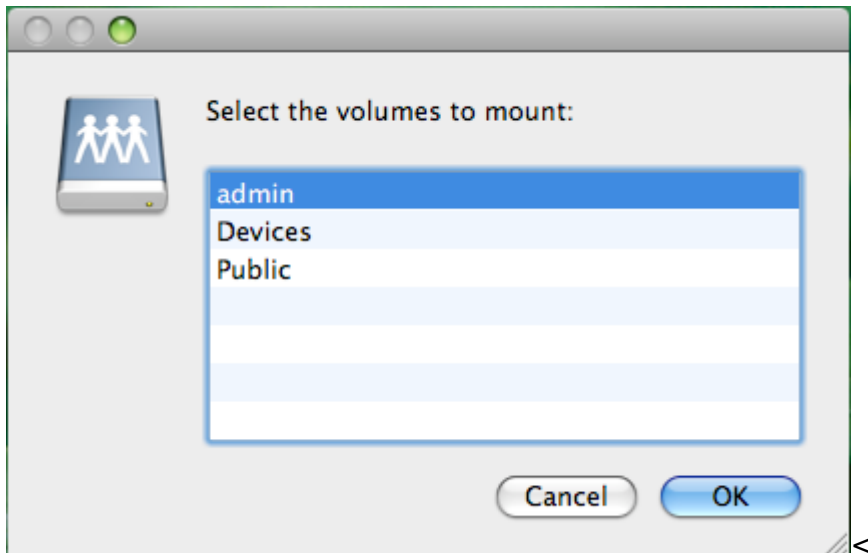 Select the volumes to mount:
admin
Devices
Public
Cancel OK
<